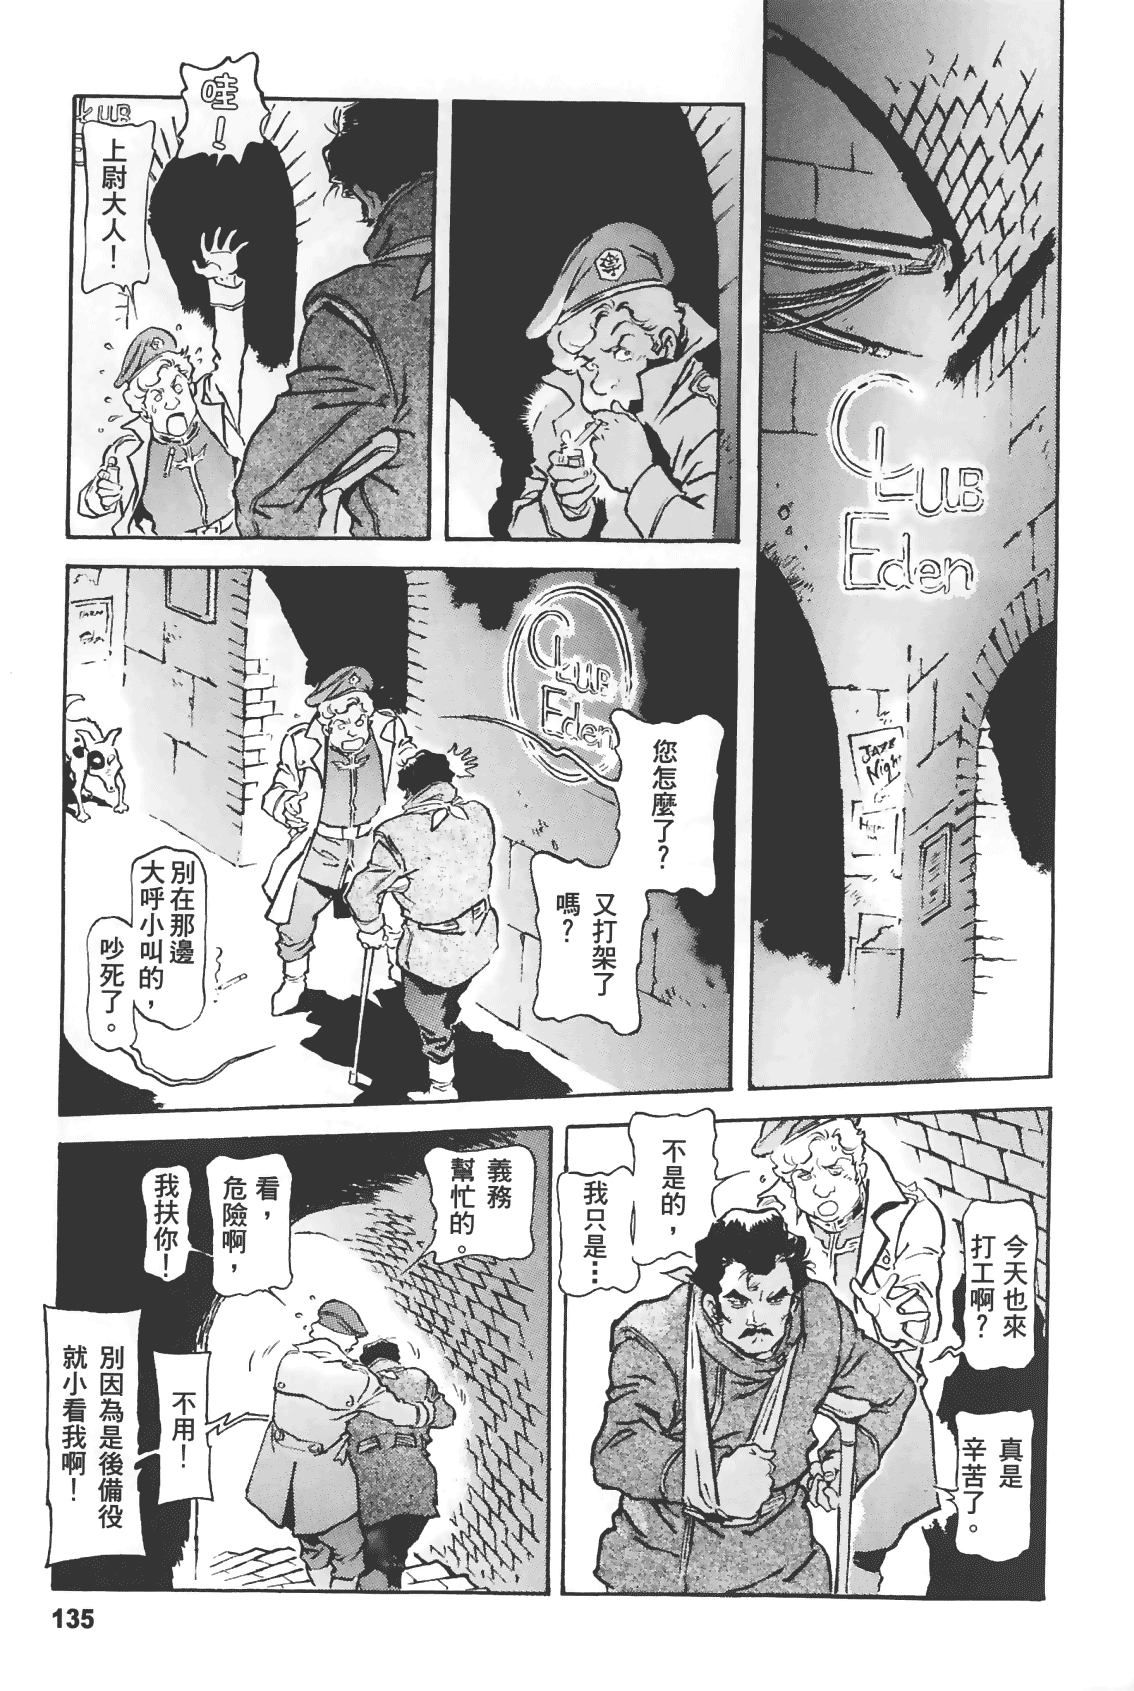 CLUB
Eden
JAZZ
Night
哇！
上尉大人！
CLUB
CLUB
Eden
您怎麼了？
又打架了
嗎？
別在那邊
大呼小叫的，
吵死了。
今天也來
打工啊？
真是
辛苦了。
不是的，
我只是…
義務
幫忙的。
看，
危險啊，
我扶你！
不用！
別因為是後備役
就小看我啊！
135